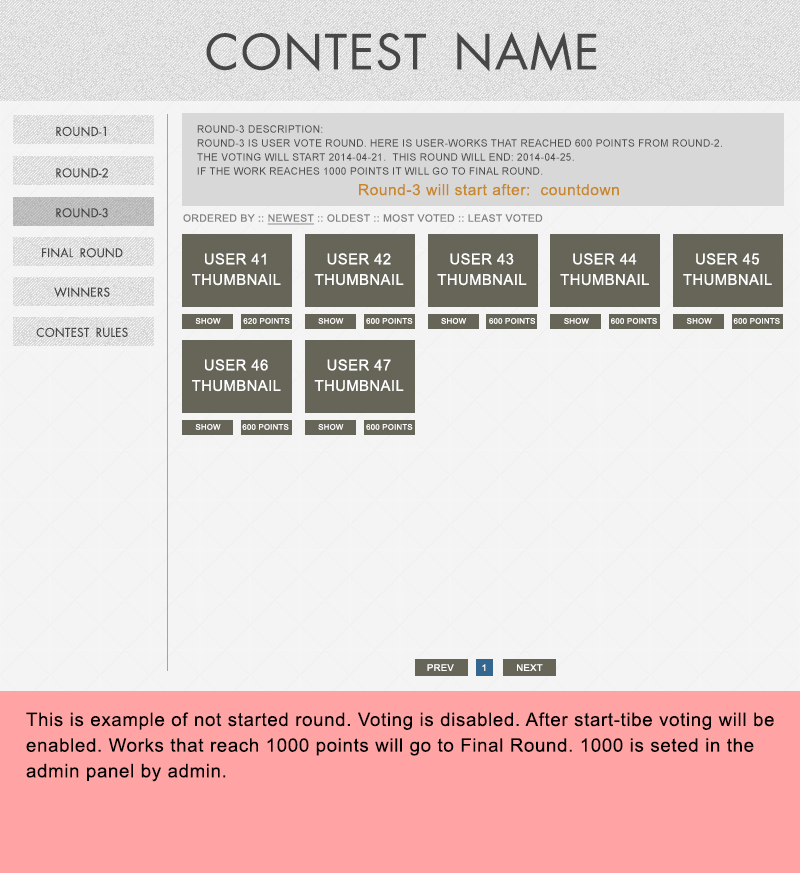 CONTEST NAME
ROUND-1
ROUND-2
ROUND-3
FINAL ROUND
WINNERS
CONTEST RULES
ROUND-3 DESCRIPTION:
ROUND-3 IS USER VOTE ROUND. HERE IS USER-WORKS THAT REACHED 600 POINTS FROM ROUND-2.
THE VOTING WILL START 2014-04-21. THIS ROUND WILL END: 2014-04-25.
IF THE WORK REACHES 1000 POINTS IT WILL GO TO FINAL ROUND.
Round-3 will start after: countdown
ORDERED BY :: NEWEST :: OLDEST :: MOST VOTED :: LEAST VOTED
USER 41
THUMBNAIL
SHOW 620 POINTS
USER 42
THUMBNAIL
SHOW 600 POINTS
USER 43
THUMBNAIL
SHOW 600 POINTS
USER 44
THUMBNAIL
SHOW 600 POINTS
USER 45
THUMBNAIL
SHOW 600 POINTS
USER 46
THUMBNAIL
SHOW 600 POINTS
USER 47
THUMBNAIL
SHOW 600 POINTS
PREV 1 NEXT
This is example of not started round. Voting is disabled. After start-tibe voting will be
enabled. Works that reach 1000 points will go to Final Round. 1000 is seted in the
admin panel by admin.